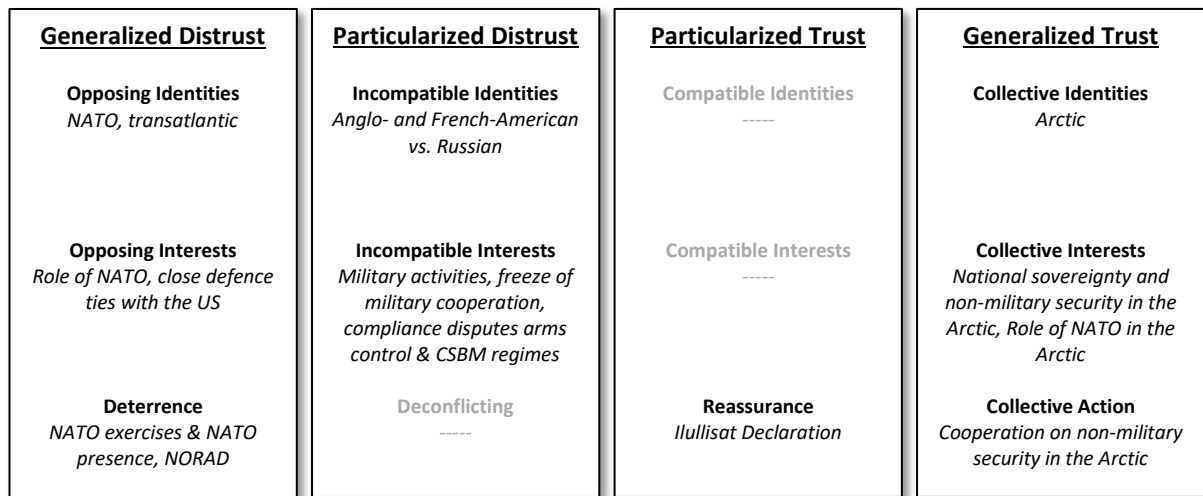 Generalized Distrust
Opposing Identities
NATO, transatlantic
Opposing Interests
Role of NATO, close defence
ties with the US
Deterrence
NATO exercises & NATO
presence, NORAD
Particularized Distrust
Incompatible Identities
Anglo- and French-American
vs. Russian
Incompatible Interests
Military activities, freeze of
military cooperation,
compliance disputes arms
control & CSBM regimes
Deconflicting
-----
Particularized Trust
Compatible Identities
-----
Compatible Interests
-----
Reassurance
Ilullisat Declaration
Generalized Trust
Collective Identities
Arctic
Collective Interests
National sovereignty and
non-military security in the
Arctic, Role of NATO in the
Arctic
Collective Action
Cooperation on non-military
security in the Arctic